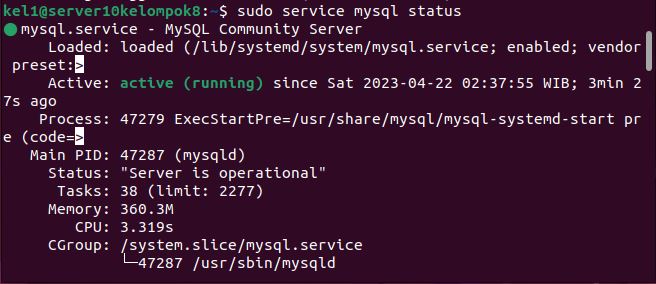 kel1@server10kelompok8:~$ sudo service mysql status
● mysql.service - MySQL Community Server
     Loaded: loaded (/lib/systemd/system/mysql.service; enabled; vendor
 preset:>
     Active: active (running) since Sat 2023-04-22 02:37:55 WIB; 3min 2
7s ago
    Process: 47279 ExecStartPre=/usr/share/mysql/mysql-systemd-start pr
e (code=>
   Main PID: 47287 (mysqld)
     Status: "Server is operational"
      Tasks: 38 (limit: 2277)
     Memory: 360.3M
        CPU: 3.319s
     CGroup: /system.slice/mysql.service
             └─47287 /usr/sbin/mysqld